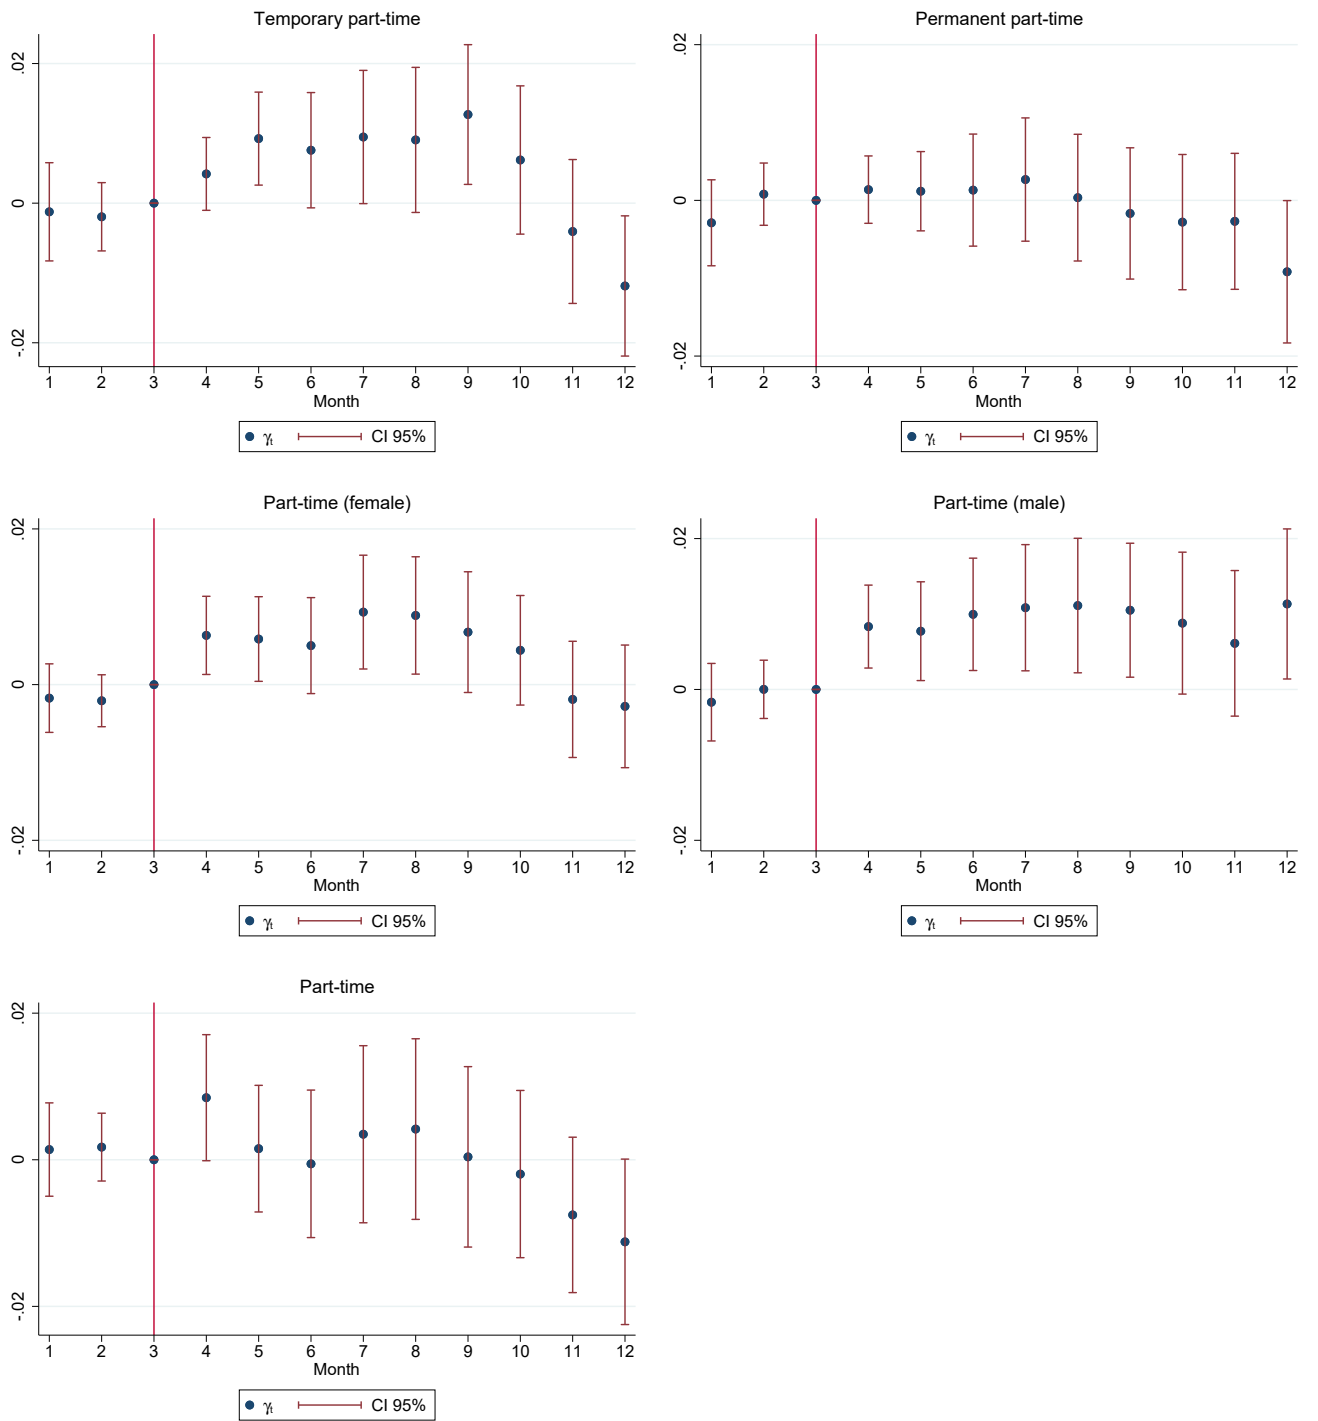 Temporary part-time
.02
0
-.02
1 2 3 4 5 6 7 8 9 10 11 12
Month
γt CI 95%
Permanent part-time
.02
0
-.02
1 2 3 4 5 6 7 8 9 10 11 12
Month
γt CI 95%
Part-time (female)
.02
0
-.02
1 2 3 4 5 6 7 8 9 10 11 12
Month
γt CI 95%
Part-time (male)
.02
0
-.02
1 2 3 4 5 6 7 8 9 10 11 12
Month
γt CI 95%
Part-time
.02
0
-.02
1 2 3 4 5 6 7 8 9 10 11 12
Month
γt CI 95%